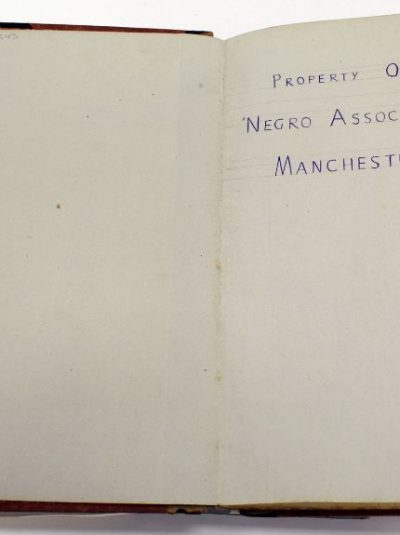 PROPERTY O
'NEGRO ASSOC
MANCHEST